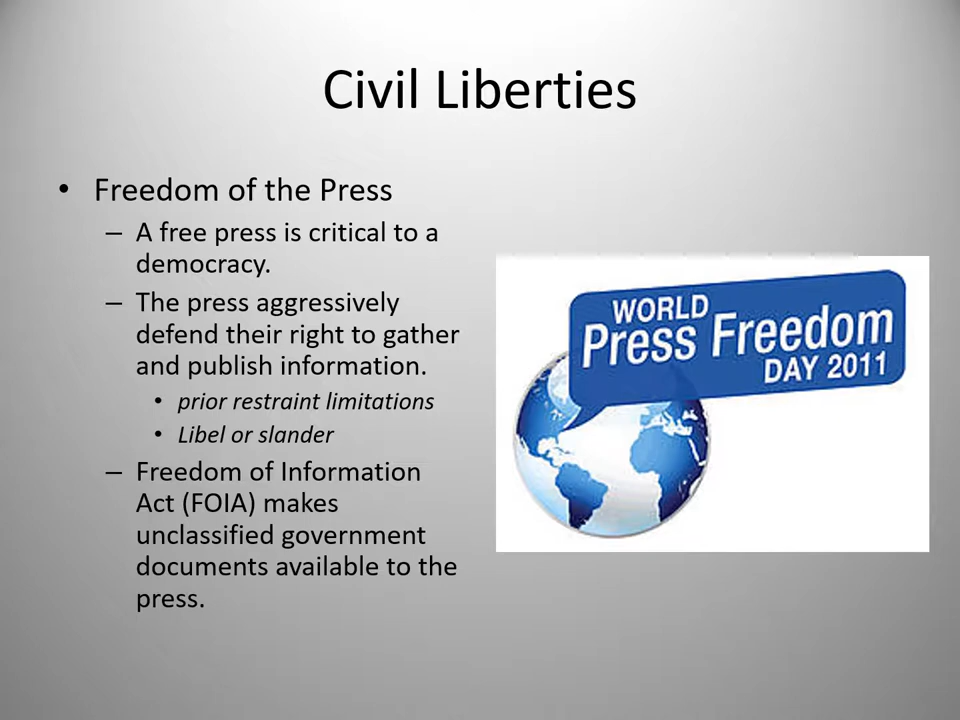 Civil Liberties
• Freedom of the Press
– A free press is critical to a
democracy.
– The press aggressively
defend their right to gather
and publish information.
• prior restraint limitations
• Libel or slander
– Freedom of Information
Act (FOIA) makes
unclassified government
documents available to the
press.
WORLD
Press Freedom
DAY 2011